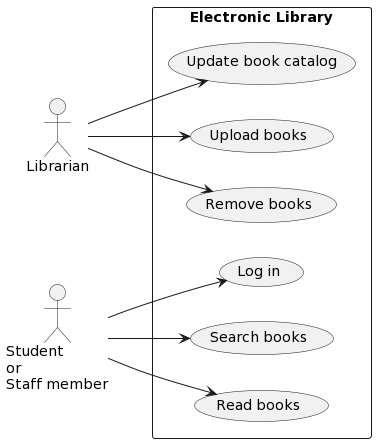 Electronic Library
Update book catalog
Upload books
Librarian
Remove books
Log in
Search books
Student
or
Staff member
Read books